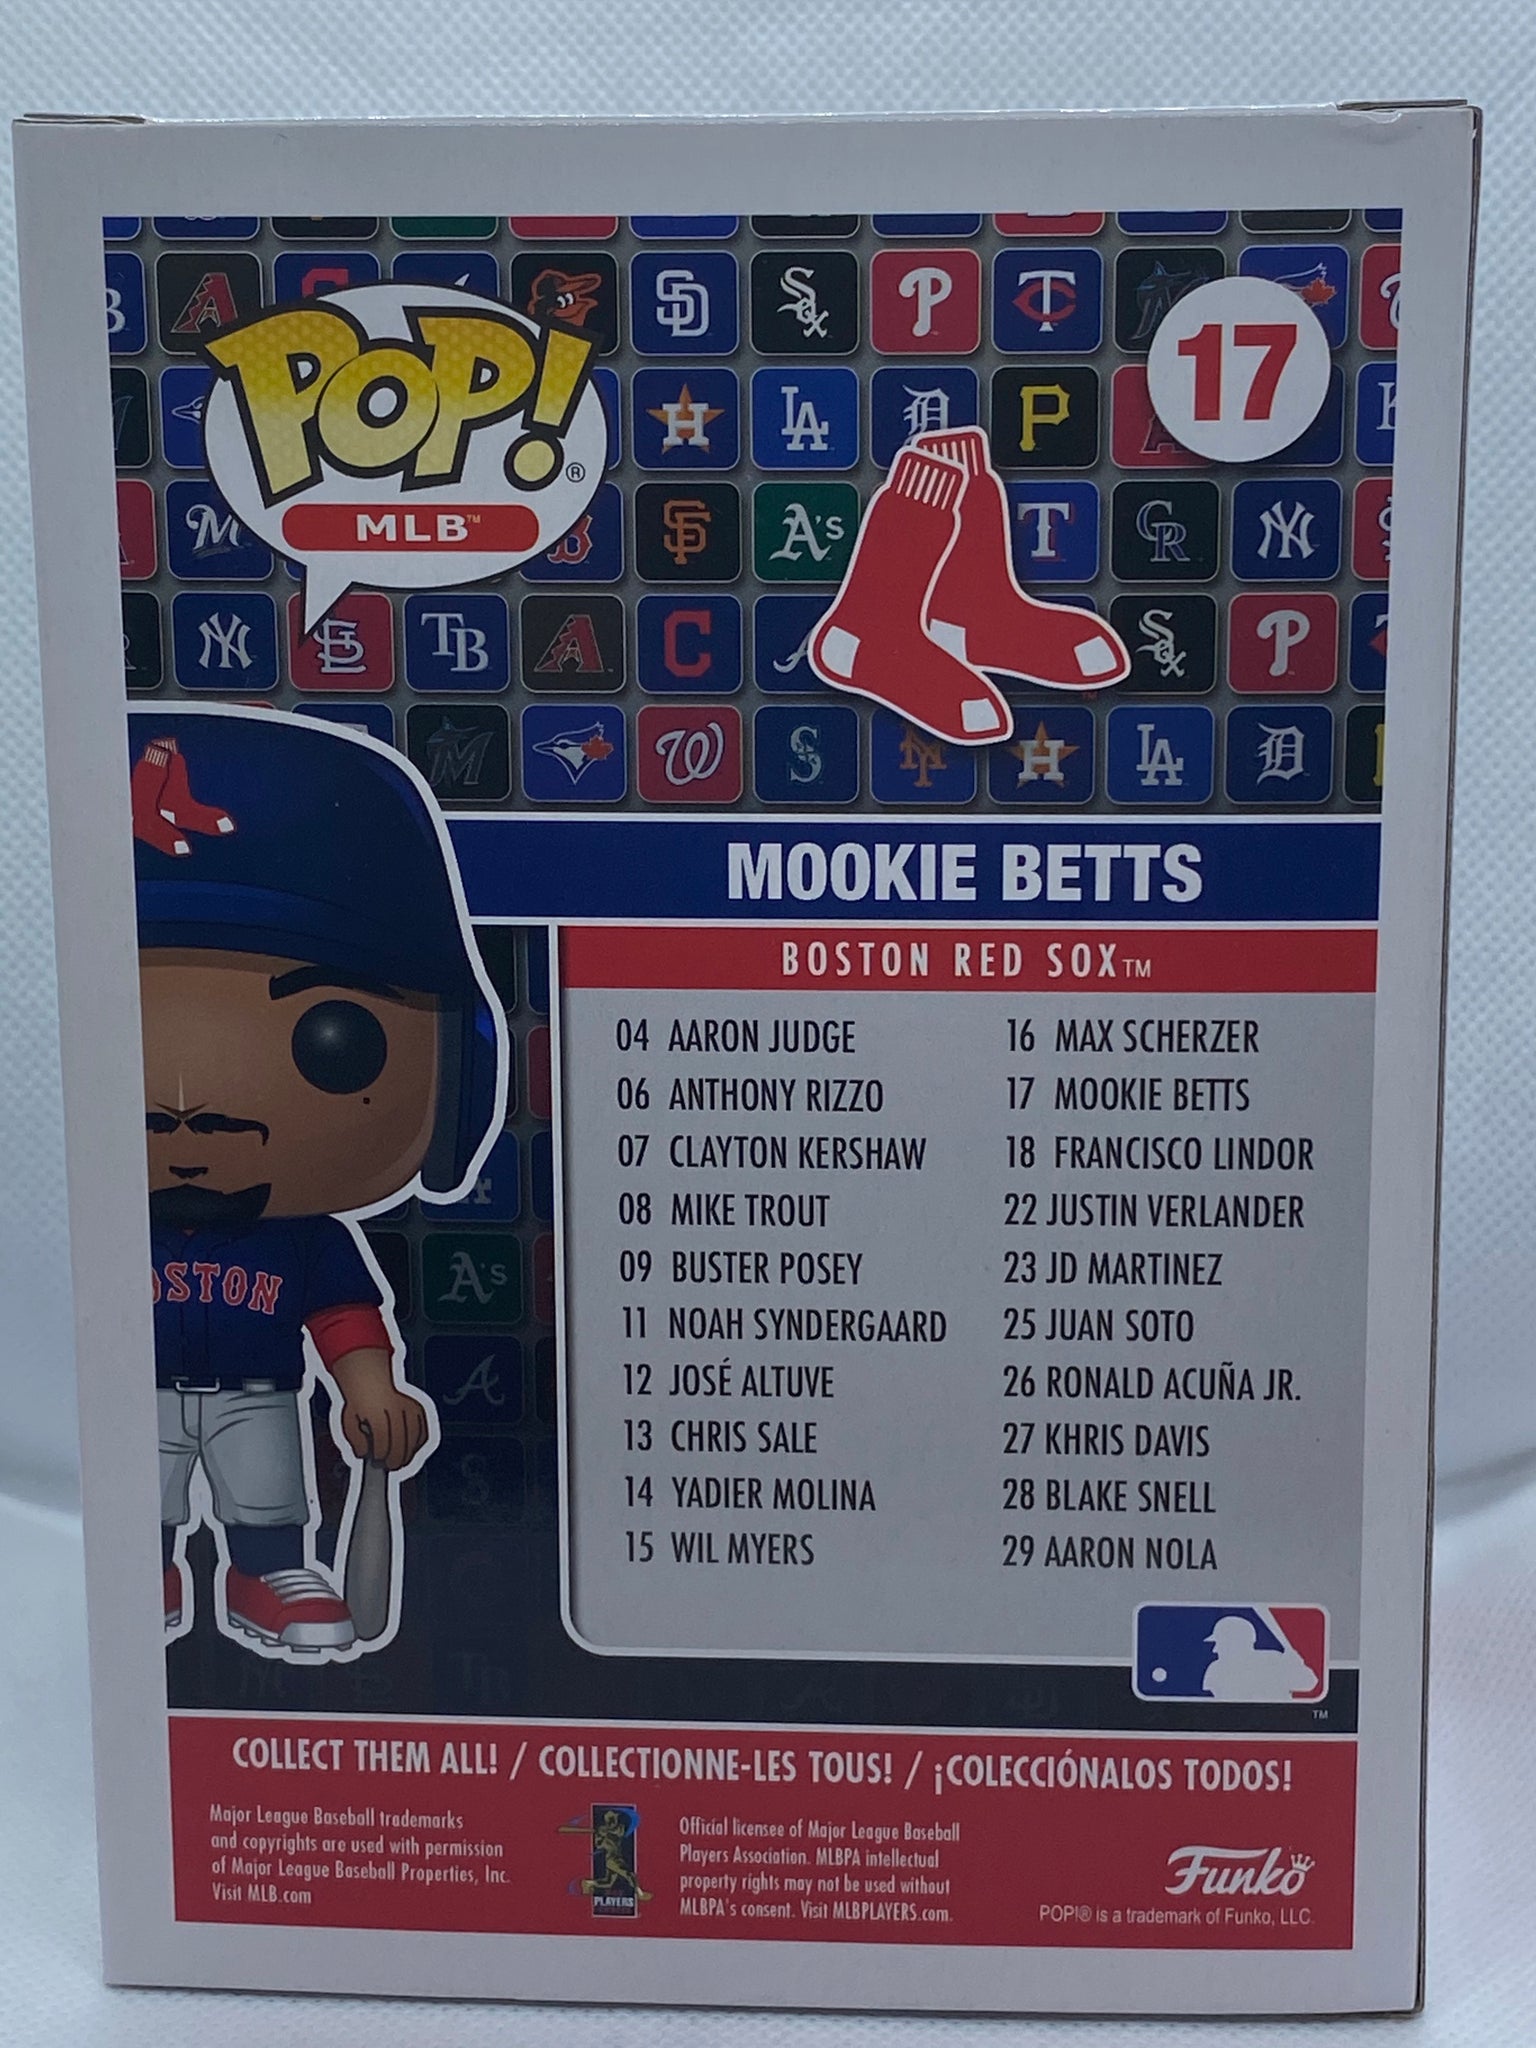 POP!®
MLB™
17
MOOKIE BETTS
BOSTON RED SOX™
04 AARON JUDGE
06 ANTHONY RIZZO
07 CLAYTON KERSHAW
08 MIKE TROUT
09 BUSTER POSEY
11 NOAH SYNDERGAARD
12 JOSÉ ALTUVE
13 CHRIS SALE
14 YADIER MOLINA
15 WIL MYERS
16 MAX SCHERZER
17 MOOKIE BETTS
18 FRANCISCO LINDOR
22 JUSTIN VERLANDER
23 JD MARTINEZ
25 JUAN SOTO
26 RONALD ACUÑA JR.
27 KHRIS DAVIS
28 BLAKE SNELL
29 AARON NOLA
OSTON
TM
COLLECT THEM ALL! / COLLECTIONNE-LES TOUS! / ¡COLECCIÓNALOS TODOS!
Major League Baseball trademarks
and copyrights are used with permission
of Major League Baseball Properties, Inc.
Visit MLB.com
PLAYERS
Official licensee of Major League Baseball
Players Association. MLBPA intellectual
property rights may not be used without
MLBPA's consent. Visit MLBPLAYERS.com.
Funko
POP!® is a trademark of Funko, LLC.